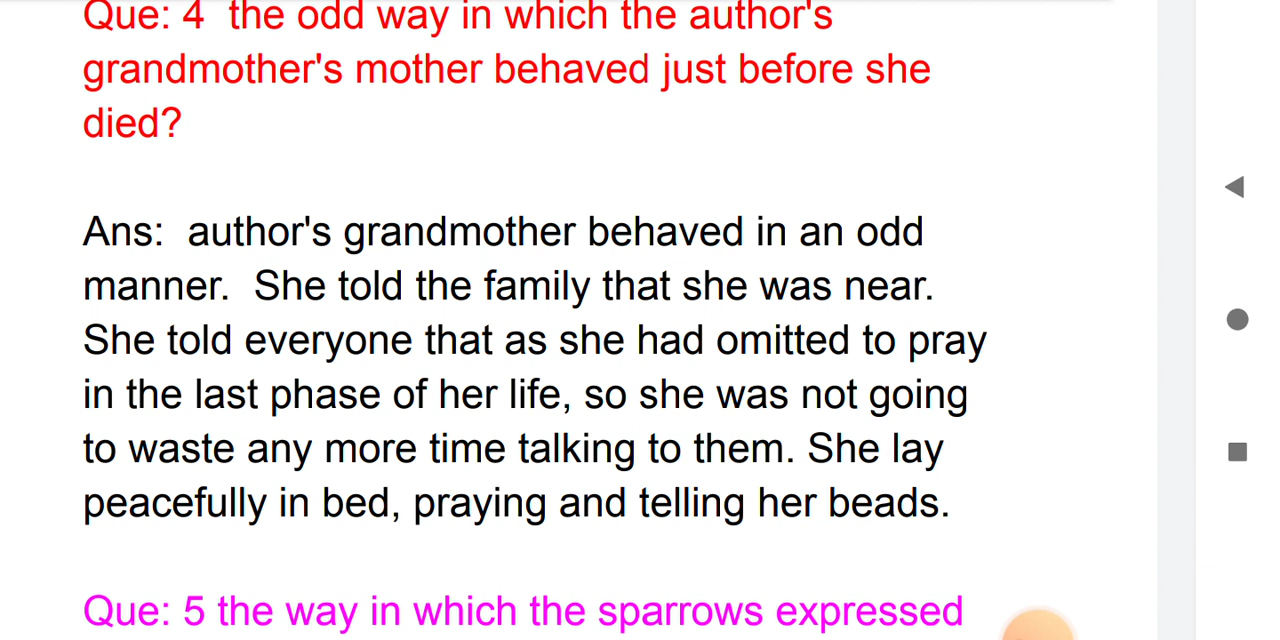 Que: 4  the odd way in which the author's
grandmother's mother behaved just before she
died?
Ans:  author's grandmother behaved in an odd
manner.  She told the family that she was near.
She told everyone that as she had omitted to pray
in the last phase of her life, so she was not going
to waste any more time talking to them. She lay
peacefully in bed, praying and telling her beads.
Que: 5 the way in which the sparrows expressed